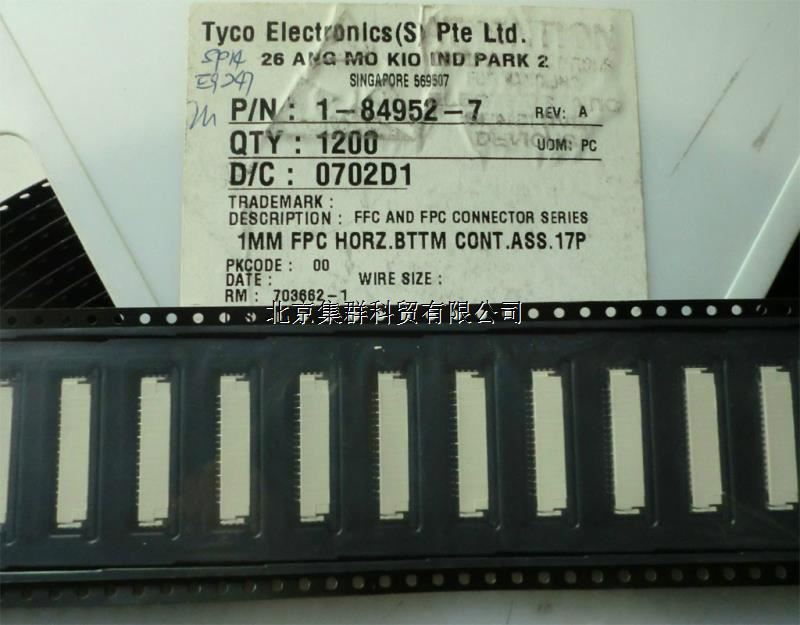 Tyco Electronics(S) Pte Ltd.
26 ANG MO KIO IND PARK 2
SINGAPORE 569507
P/N : 1-84952-7 REV: A
QTY : 1200 UOM: PC
D/C : 0702D1
TRADEMARK :
DESCRIPTION : FFC AND FPC CONNECTOR SERIES
1MM FPC HORZ.BTTM CONT.ASS.17P
PKCODE : 00
DATE : WIRE SIZE :
RM : 703662-1
北京集群科贸有限公司